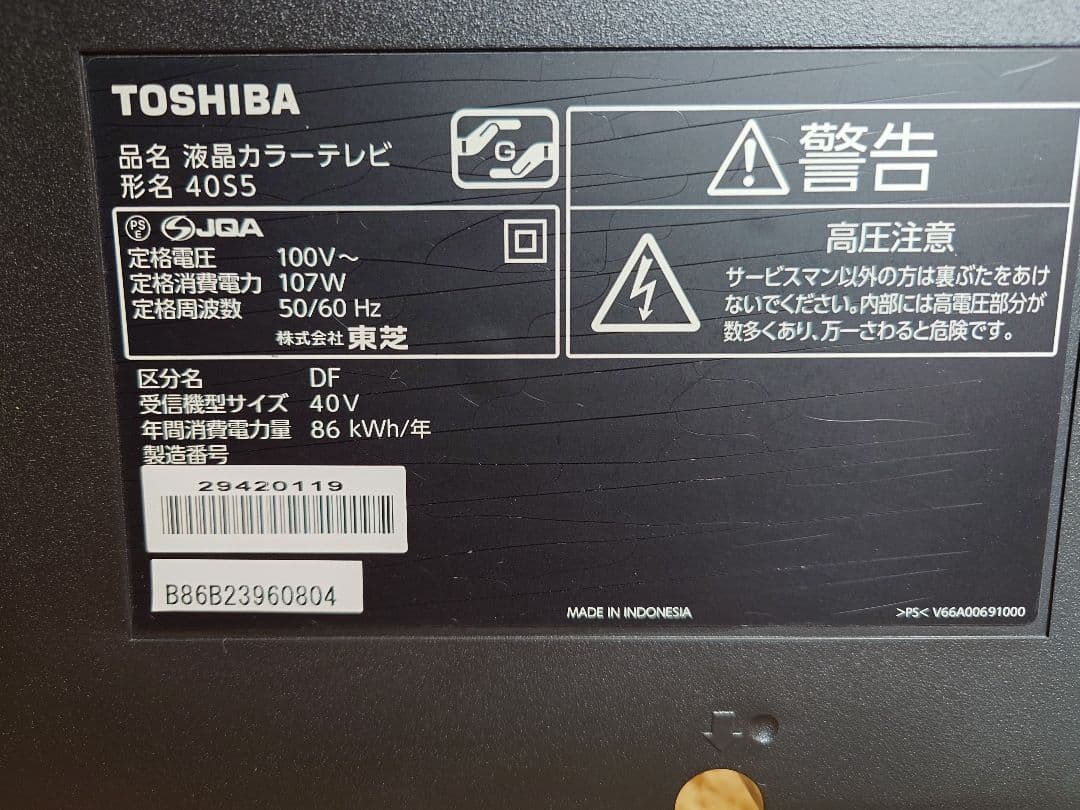 TOSHIBA
品名 液晶カラーテレビ
形名 40S5
G
PS E JQA
定格電圧 100V～
定格消費電力 107W
定格周波数 50/60 Hz
株式会社 東芝
警告
高圧注意
サービスマン以外の方は裏ぶたをあけ
ないでください。内部には高電圧部分が
数多くあり、万一さわると危険です。
区分名 DF
受信機型サイズ 40V
年間消費電力量 86 kWh/年
製造番号
29420119
B86B23960804
MADE IN INDONESIA
>PS< V66A00691000